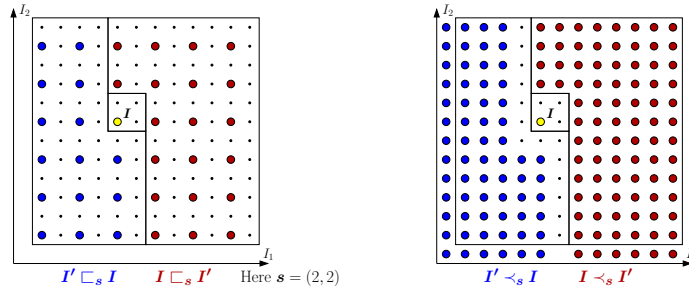 I₂
I₂
I
I
I₁
I
I′ ⊏ₛ I I ⊏ₛ I′ Here s = (2, 2)
I′ ≺ₛ I I ≺ₛ I′